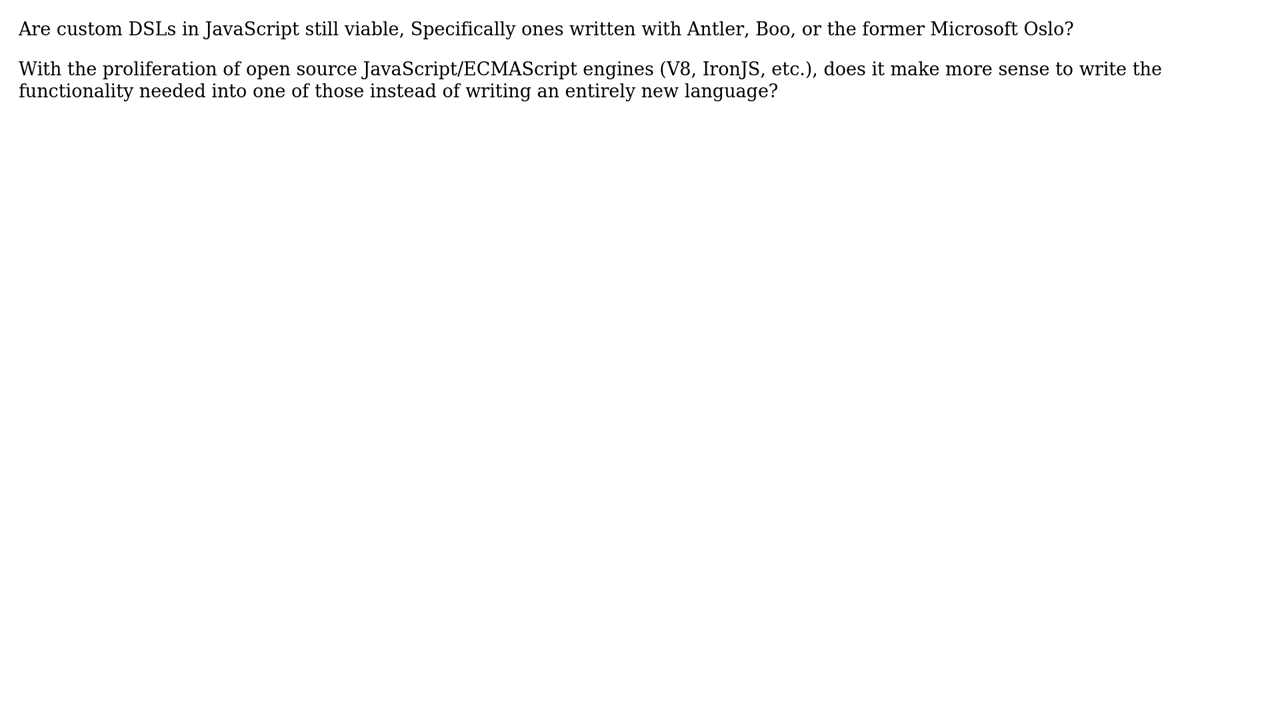 Are custom DSLs in JavaScript still viable, Specifically ones written with Antler, Boo, or the former Microsoft Oslo?
With the proliferation of open source JavaScript/ECMAScript engines (V8, IronJS, etc.), does it make more sense to write the
functionality needed into one of those instead of writing an entirely new language?